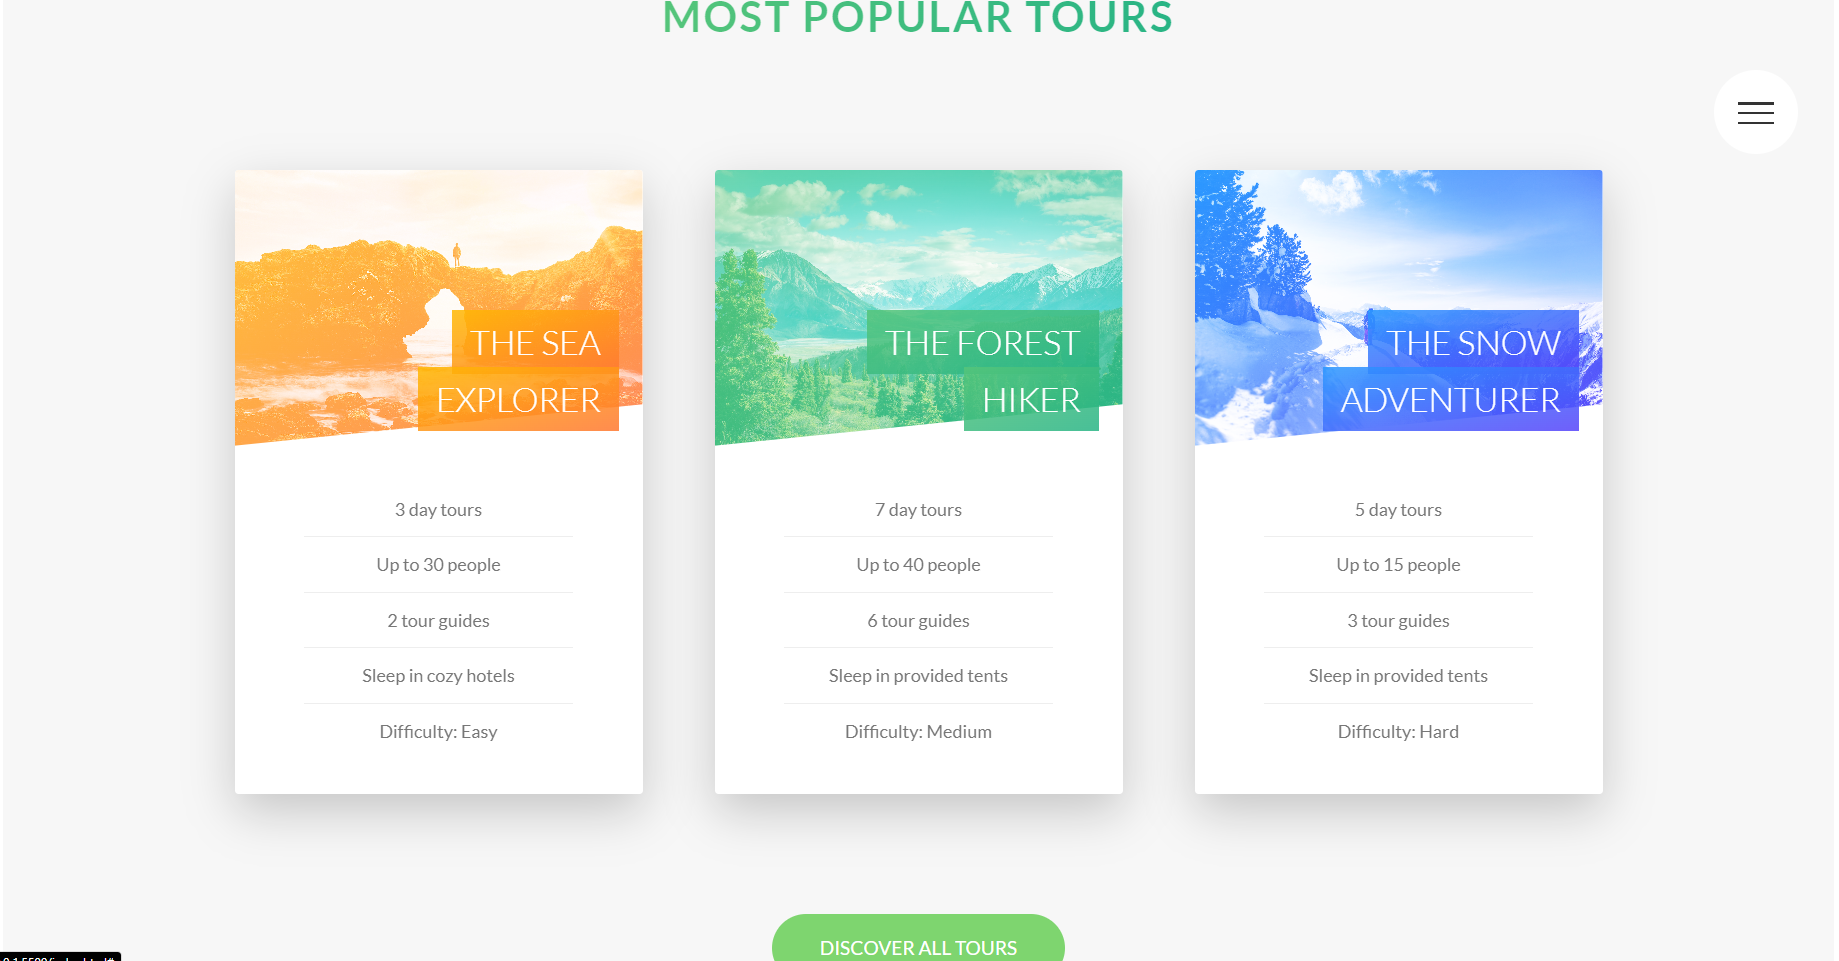 MOST POPULAR TOURS
THE SEA
EXPLORER
3 day tours
Up to 30 people
2 tour guides
Sleep in cozy hotels
Difficulty: Easy
THE FOREST
HIKER
7 day tours
Up to 40 people
6 tour guides
Sleep in provided tents
Difficulty: Medium
THE SNOW
ADVENTURER
5 day tours
Up to 15 people
3 tour guides
Sleep in provided tents
Difficulty: Hard
DISCOVER ALL TOURS